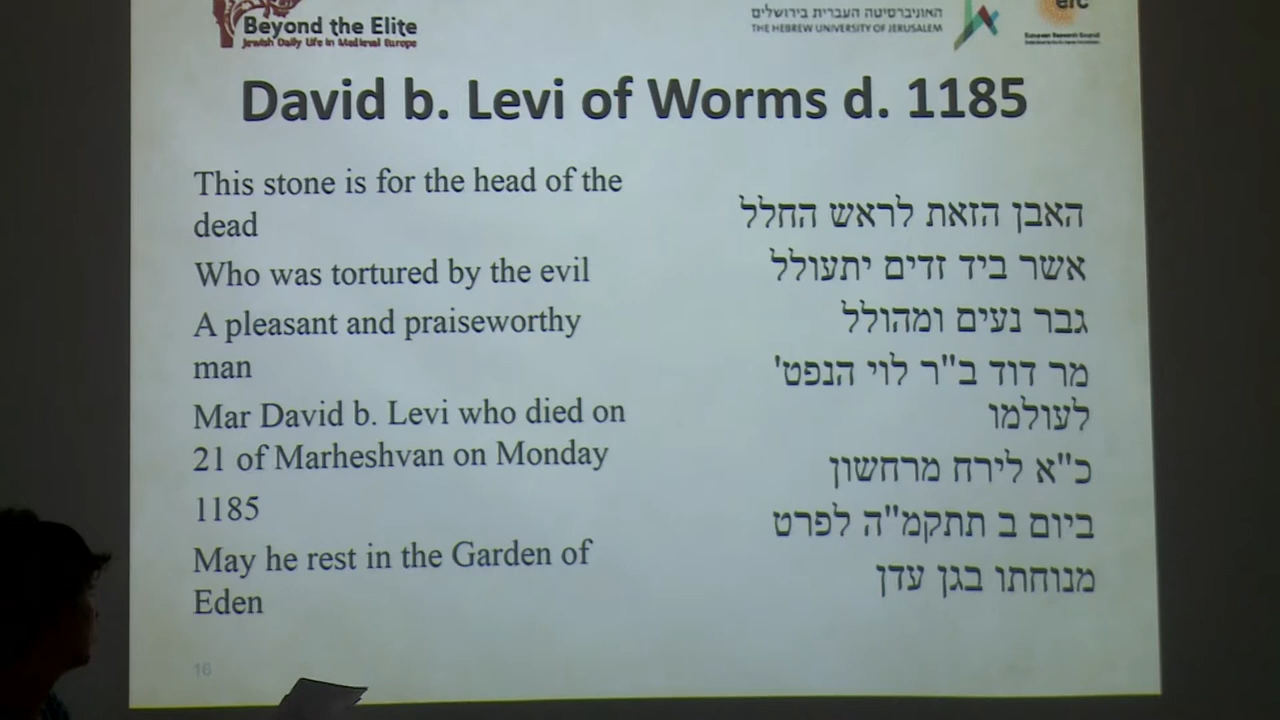 Beyond the Elite
Jewish Daily Life in Medieval Europe
האוניברסיטה העברית בירושלים
THE HEBREW UNIVERSITY OF JERUSALEM
erc
European Research Council
David b. Levi of Worms d. 1185
This stone is for the head of the
dead
Who was tortured by the evil
A pleasant and praiseworthy
man
Mar David b. Levi who died on
21 of Marheshvan on Monday
1185
May he rest in the Garden of
Eden
האבן הזאת לראש החלל
אשר ביד זדים יתעולל
גבר נעים ומהולל
מר דוד ב"ר לוי הנפט'
לעולמו
כ"א לירח מרחשון
ביום ב תתקמ"ה לפרט
מנוחתו בגן עדן
16